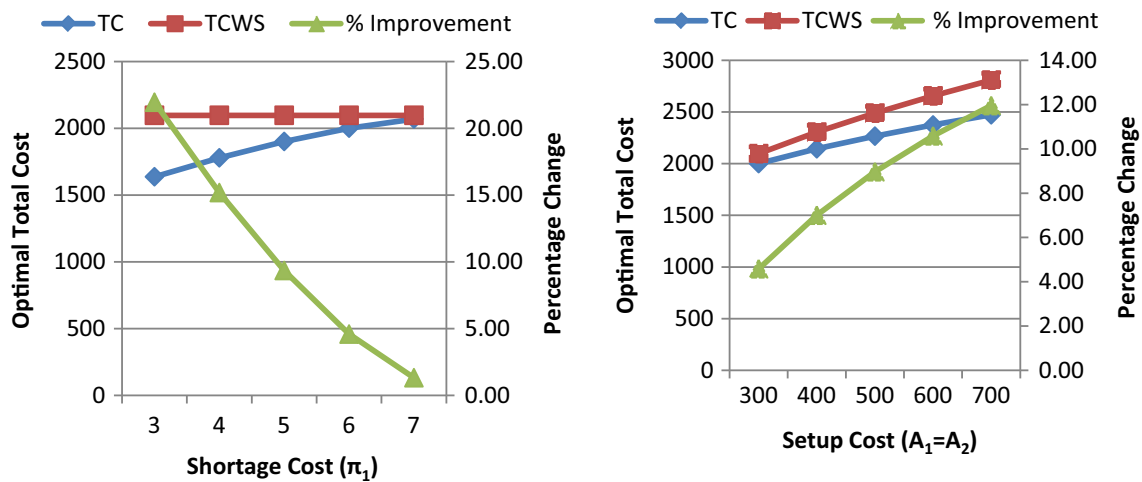 TC TCWS % Improvement
2500
2000
1500
1000
500
0
25.00
20.00
15.00
10.00
5.00
0.00
3 4 5 6 7
Optimal Total Cost
Percentage Change
Shortage Cost (π₁)
TC TCWS % Improvement
3000
2500
2000
1500
1000
500
0
14.00
12.00
10.00
8.00
6.00
4.00
2.00
0.00
300 400 500 600 700
Optimal Total Cost
Percentage Change
Setup Cost (A₁=A₂)